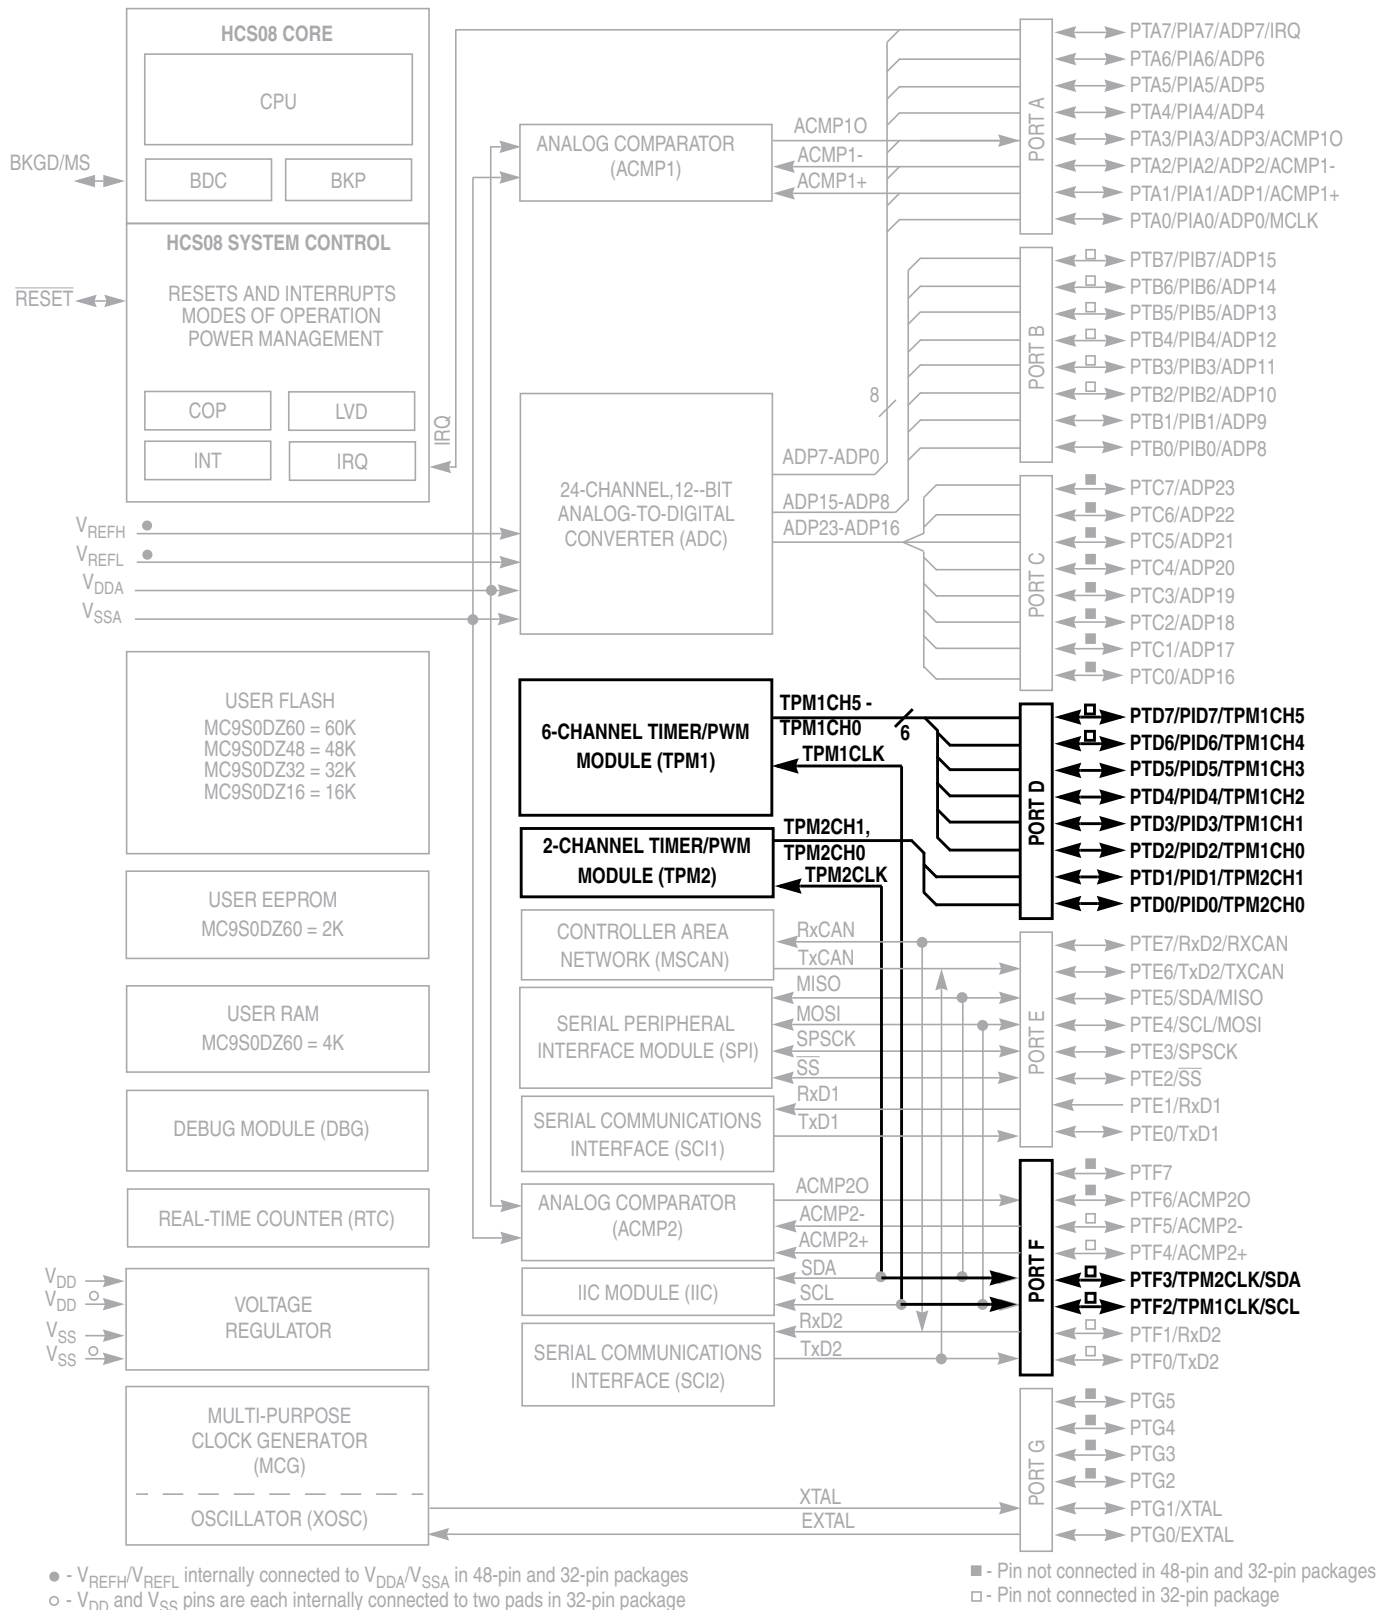 HCS08 CORE
CPU
BDC
BKP
BKGD/MS
HCS08 SYSTEM CONTROL
RESETS AND INTERRUPTS
MODES OF OPERATION
POWER MANAGEMENT
RESET
COP
LVD
INT
IRQ
IRQ
VREFH
VREFL
VDDA
VSSA
USER FLASH
MC9S0DZ60 = 60K
MC9S0DZ48 = 48K
MC9S0DZ32 = 32K
MC9S0DZ16 = 16K
USER EEPROM
MC9S0DZ60 = 2K
USER RAM
MC9S0DZ60 = 4K
DEBUG MODULE (DBG)
REAL-TIME COUNTER (RTC)
VDD
VDD
VSS
VSS
VOLTAGE
REGULATOR
MULTI-PURPOSE
CLOCK GENERATOR
(MCG)
OSCILLATOR (XOSC)
ANALOG COMPARATOR
(ACMP1)
ACMP1O
ACMP1-
ACMP1+
24-CHANNEL,12--BIT
ANALOG-TO-DIGITAL
CONVERTER (ADC)
8
ADP7-ADP0
ADP15-ADP8
ADP23-ADP16
6-CHANNEL TIMER/PWM
MODULE (TPM1)
TPM1CH5 -
TPM1CH0
6
TPM1CLK
2-CHANNEL TIMER/PWM
MODULE (TPM2)
TPM2CH1,
TPM2CH0
TPM2CLK
CONTROLLER AREA
NETWORK (MSCAN)
RxCAN
TxCAN
SERIAL PERIPHERAL
INTERFACE MODULE (SPI)
MISO
MOSI
SPSCK
SS
SERIAL COMMUNICATIONS
INTERFACE (SCI1)
RxD1
TxD1
ANALOG COMPARATOR
(ACMP2)
ACMP2O
ACMP2-
ACMP2+
IIC MODULE (IIC)
SDA
SCL
SERIAL COMMUNICATIONS
INTERFACE (SCI2)
RxD2
TxD2
XTAL
EXTAL
PORT A
PTA7/PIA7/ADP7/IRQ
PTA6/PIA6/ADP6
PTA5/PIA5/ADP5
PTA4/PIA4/ADP4
PTA3/PIA3/ADP3/ACMP1O
PTA2/PIA2/ADP2/ACMP1-
PTA1/PIA1/ADP1/ACMP1+
PTA0/PIA0/ADP0/MCLK
PORT B
PTB7/PIB7/ADP15
PTB6/PIB6/ADP14
PTB5/PIB5/ADP13
PTB4/PIB4/ADP12
PTB3/PIB3/ADP11
PTB2/PIB2/ADP10
PTB1/PIB1/ADP9
PTB0/PIB0/ADP8
PORT C
PTC7/ADP23
PTC6/ADP22
PTC5/ADP21
PTC4/ADP20
PTC3/ADP19
PTC2/ADP18
PTC1/ADP17
PTC0/ADP16
PORT D
PTD7/PID7/TPM1CH5
PTD6/PID6/TPM1CH4
PTD5/PID5/TPM1CH3
PTD4/PID4/TPM1CH2
PTD3/PID3/TPM1CH1
PTD2/PID2/TPM1CH0
PTD1/PID1/TPM2CH1
PTD0/PID0/TPM2CH0
PORT E
PTE7/RxD2/RXCAN
PTE6/TxD2/TXCAN
PTE5/SDA/MISO
PTE4/SCL/MOSI
PTE3/SPSCK
PTE2/SS
PTE1/RxD1
PTE0/TxD1
PORT F
PTF7
PTF6/ACMP2O
PTF5/ACMP2-
PTF4/ACMP2+
PTF3/TPM2CLK/SDA
PTF2/TPM1CLK/SCL
PTF1/RxD2
PTF0/TxD2
PORT G
PTG5
PTG4
PTG3
PTG2
PTG1/XTAL
PTG0/EXTAL
● - VREFH/VREFL internally connected to VDDA/VSSA in 48-pin and 32-pin packages
○ - VDD and VSS pins are each internally connected to two pads in 32-pin package
■ - Pin not connected in 48-pin and 32-pin packages
□ - Pin not connected in 32-pin package